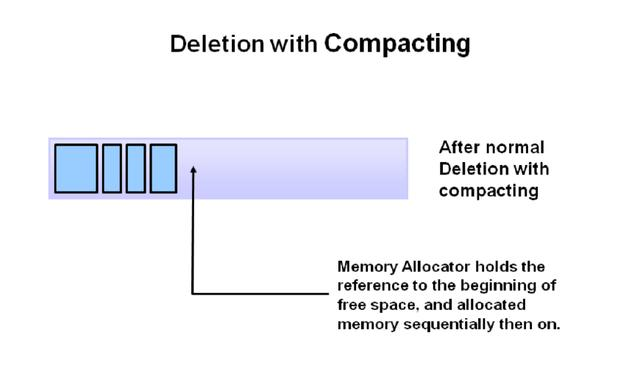 Deletion with Compacting
After normal
Deletion with
compacting
Memory Allocator holds the
reference to the beginning of
free space, and allocated
memory sequentially then on.